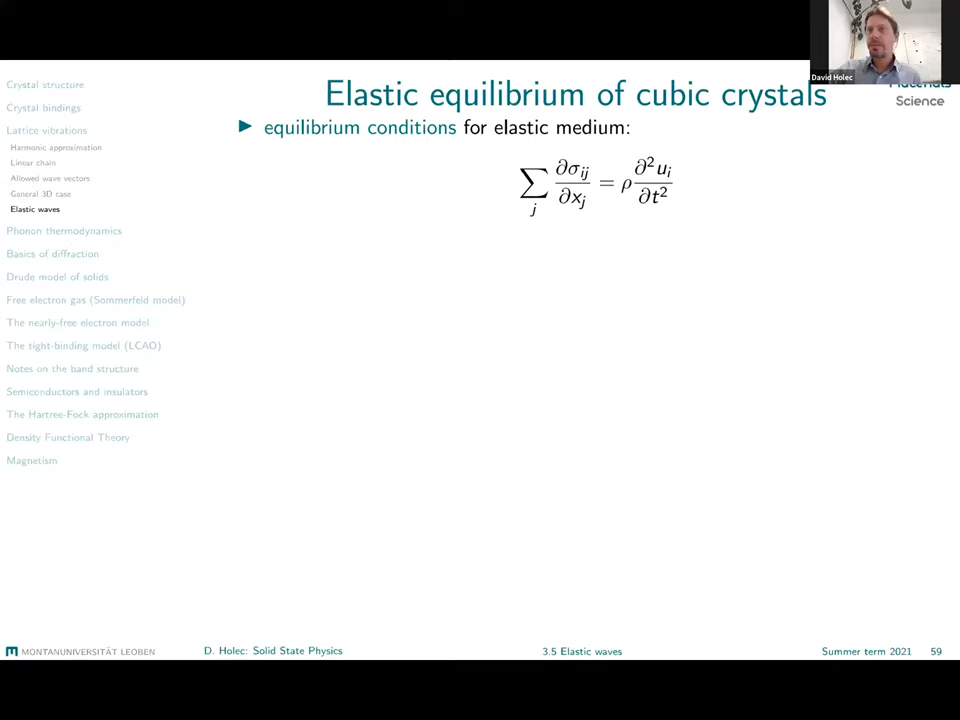 David Holec
Materials
Science
Crystal structure
Crystal bindings
Lattice vibrations
Harmonic approximation
Linear chain
Allowed wave vectors
General 3D case
Elastic waves
Phonon thermodynamics
Basics of diffraction
Drude model of solids
Free electron gas (Sommerfeld model)
The nearly-free electron model
The tight-binding model (LCAO)
Notes on the band structure
Semiconductors and insulators
The Hartree-Fock approximation
Density Functional Theory
Magnetism
Elastic equilibrium of cubic crystals
▶ equilibrium conditions for elastic medium:
∑_j ∂σ_ij/∂x_j = ρ ∂²u_i/∂t²
MONTANUNIVERSITÄT LEOBEN D. Holec: Solid State Physics 3.5 Elastic waves Summer term 2021 59